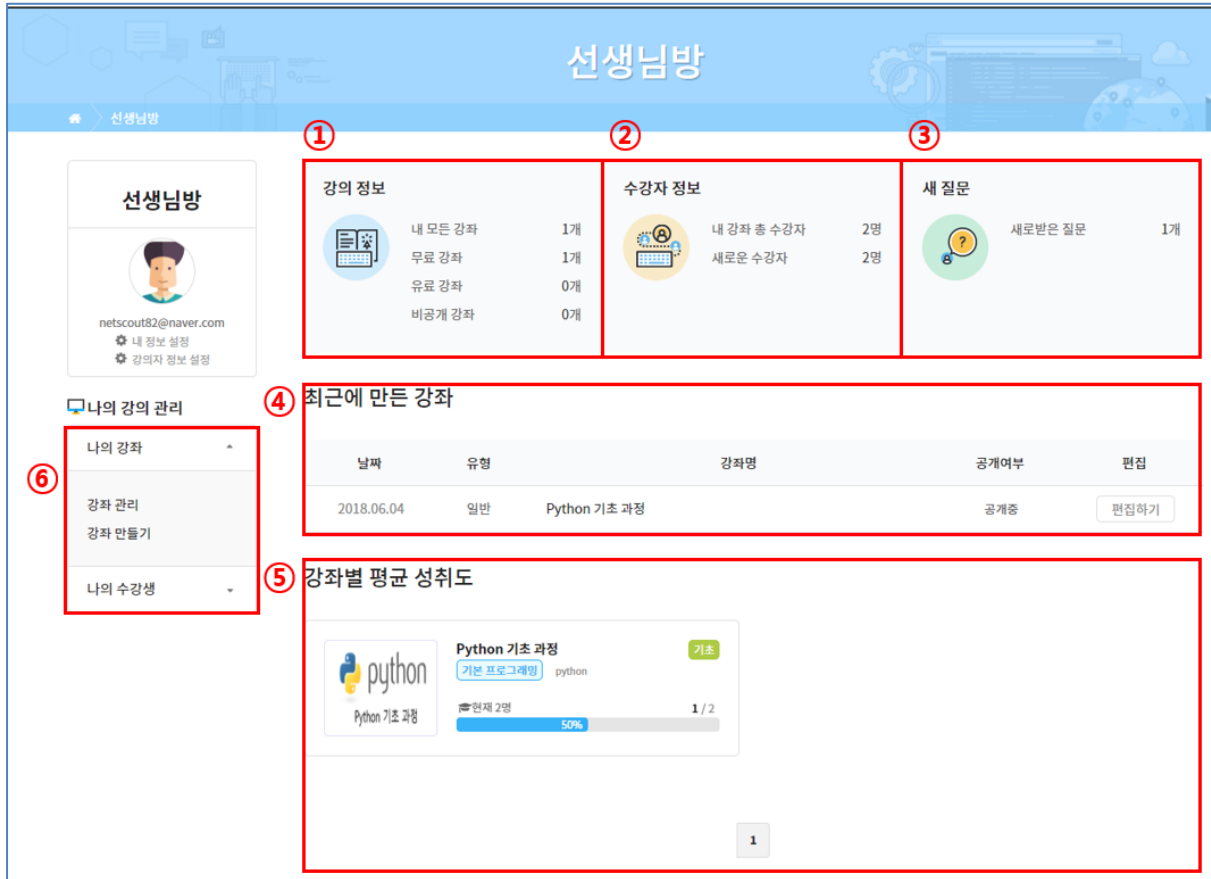 선생님방
선생님방
① ② ③
강의 정보
내 모든 강좌 1개
무료 강좌 1개
유료 강좌 0개
비공개 강좌 0개
수강자 정보
내 강좌 총 수강자 2명
새로운 수강자 2명
새 질문
새로받은 질문 1개
선생님방
netscout82@naver.com
내 정보 설정
강의자 정보 설정
나의 강의 관리
⑥
나의 강좌
강좌 관리
강좌 만들기
나의 수강생
④ 최근에 만든 강좌
날짜 유형 강좌명 공개여부 편집
2018.06.04 일반 Python 기초 과정 공개중 편집하기
⑤ 강좌별 평균 성취도
python
Python 기초 과정
Python 기초 과정 기초
기본 프로그래밍 python
현재 2명 1 / 2
50%
1